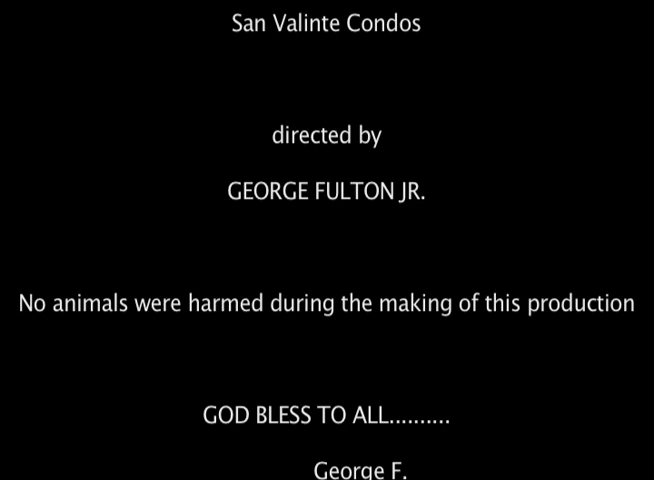 San Valinte Condos
directed by
GEORGE FULTON JR.
No animals were harmed during the making of this production
GOD BLESS TO ALL..........
George F.